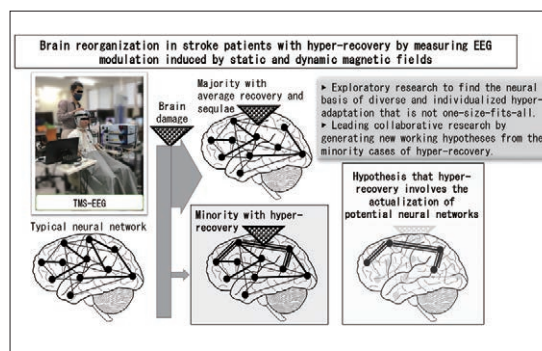 Brain reorganization in stroke patients with hyper-recovery by measuring EEG
modulation induced by static and dynamic magnetic fields
TMS-EEG
Typical neural network
Brain
damage
Majority with
average recovery and
sequlae
Minority with hyper-
recovery
▶ Exploratory research to find the neural
basis of diverse and individualized hyper-
adaptation that is not one-size-fits-all.
▶ Leading collaborative research by
generating new working hypotheses from the
minority cases of hyper-recovery.
Hypothesis that hyper-
recovery involves the
actualization of
potential neural networks